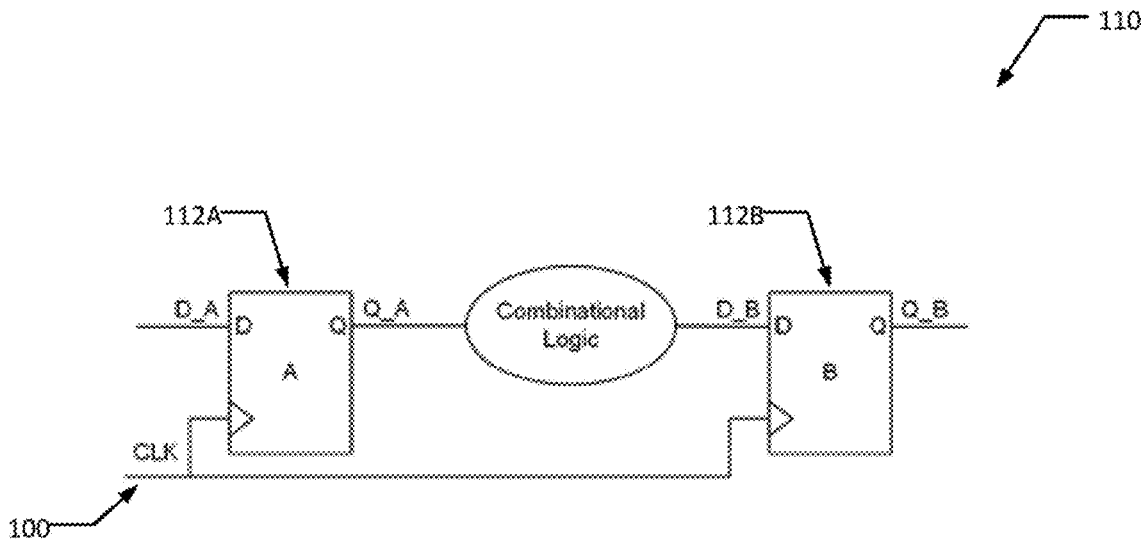 110
112A
112B
D_A
D
Q
Q_A
Combinational
Logic
D_B
D
Q
Q_B
A
B
CLK
100